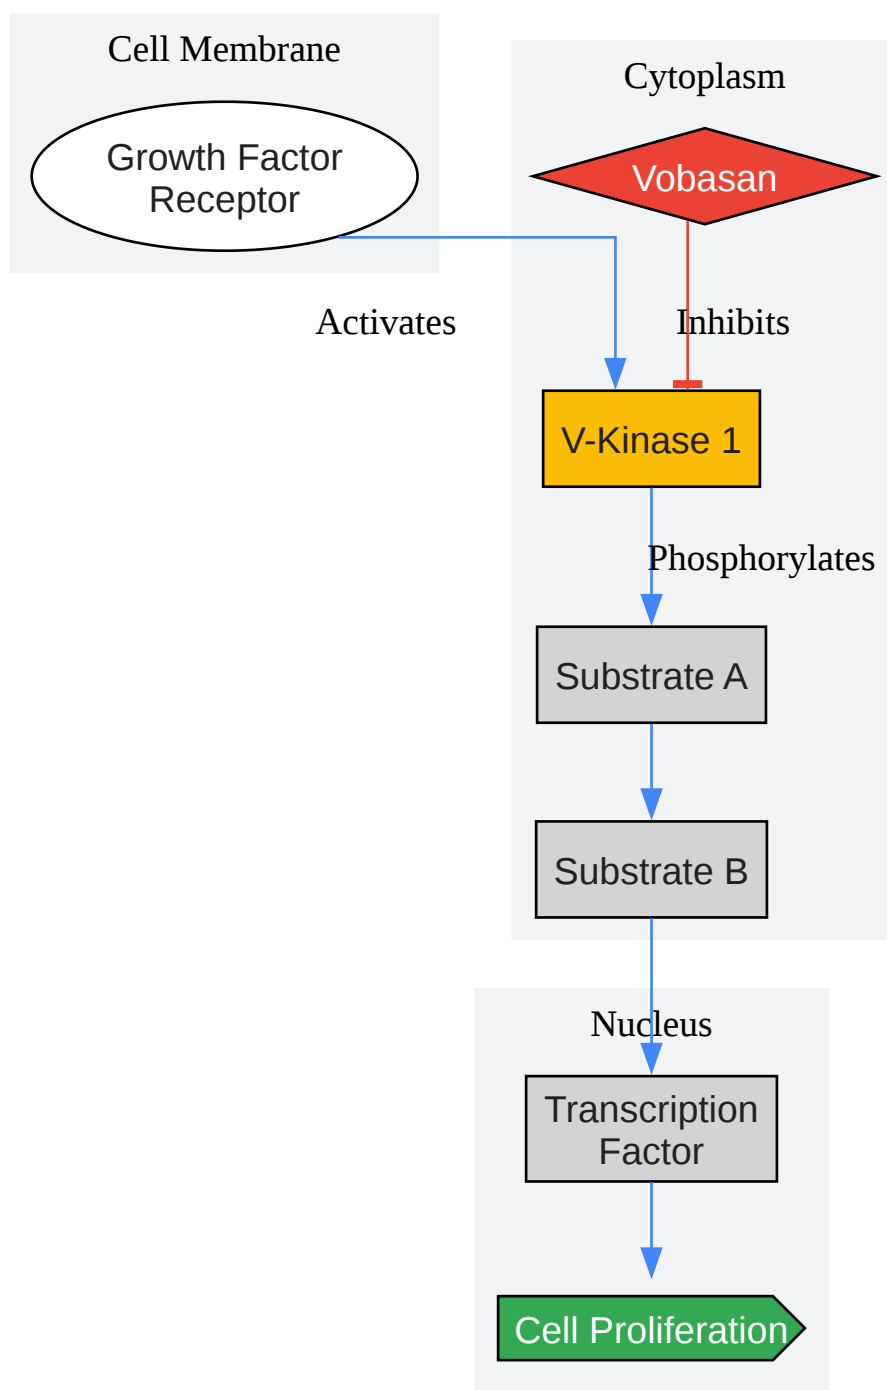 Cell Membrane
Growth Factor
Receptor
Cytoplasm
Vobasan
Activates
Inhibits
V-Kinase 1
Phosphorylates
Substrate A
Substrate B
Nucleus
Transcription
Factor
Cell Proliferation